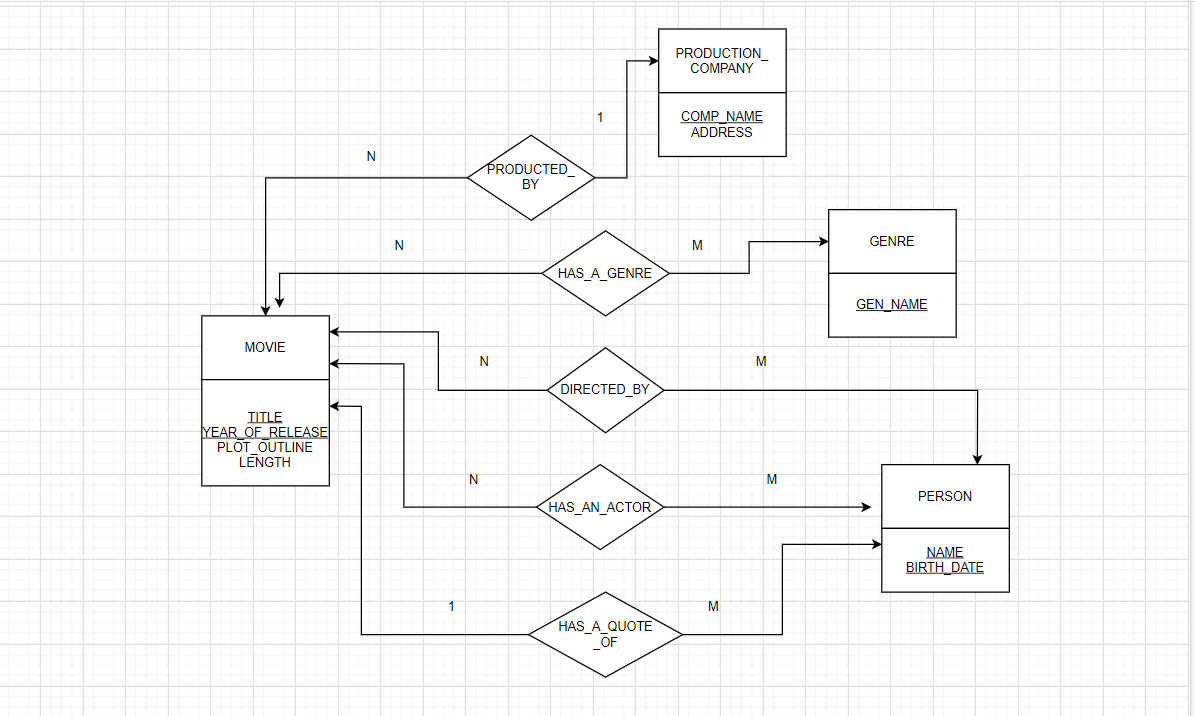 PRODUCTION_
COMPANY
COMP_NAME
ADDRESS
1
N
PRODUCTED_
BY
N
HAS_A_GENRE
M
GENRE
GEN_NAME
MOVIE
TITLE
YEAR_OF_RELEASE
PLOT_OUTLINE
LENGTH
N
DIRECTED_BY
M
N
HAS_AN_ACTOR
M
PERSON
NAME
BIRTH_DATE
1
HAS_A_QUOTE
_OF
M